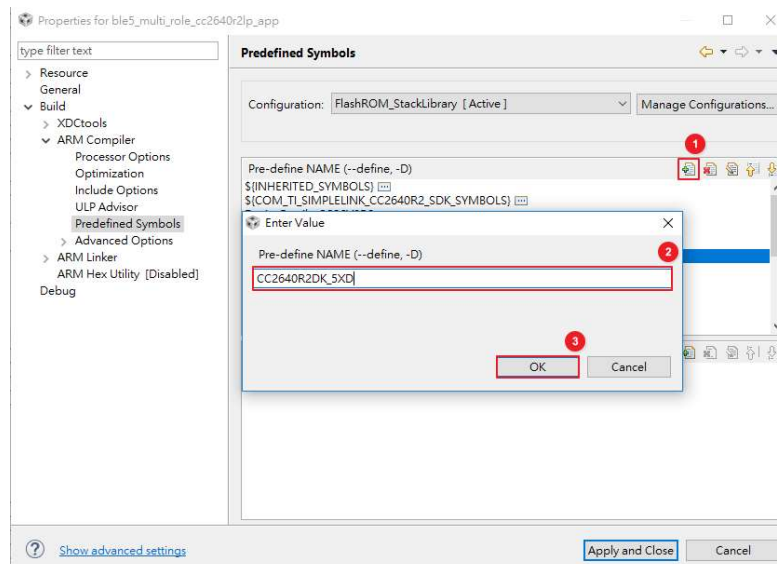 Properties for ble5_multi_role_cc2640r2lp_app
type filter text
Resource
General
Build
XDCtools
ARM Compiler
Processor Options
Optimization
Include Options
ULP Advisor
Predefined Symbols
Advanced Options
ARM Linker
ARM Hex Utility [Disabled]
Debug
Predefined Symbols
Configuration: FlashROM_StackLibrary [ Active ]
Manage Configurations...
1
Pre-define NAME (--define, -D)
${INHERITED_SYMBOLS}
${COM_TI_SIMPLELINK_CC2640R2_SDK_SYMBOLS}
Enter Value
Pre-define NAME (--define, -D)
2
CC2640R2DK_5XD
3
OK
Cancel
Show advanced settings
Apply and Close
Cancel